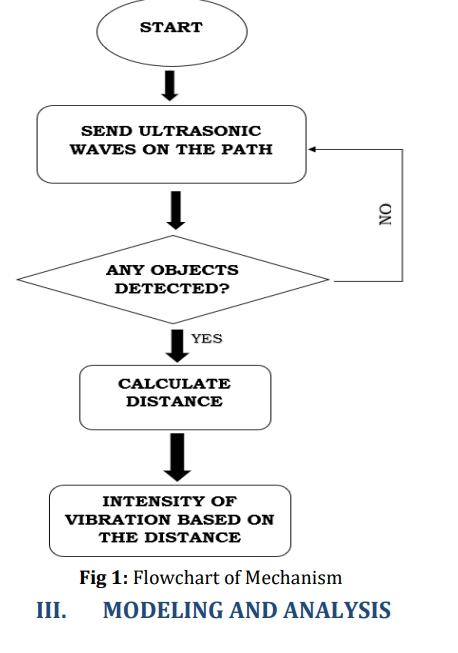 START
SEND ULTRASONIC
WAVES ON THE PATH
NO
ANY OBJECTS
DETECTED?
YES
CALCULATE
DISTANCE
INTENSITY OF
VIBRATION BASED ON
THE DISTANCE
Fig 1: Flowchart of Mechanism
III. MODELING AND ANALYSIS